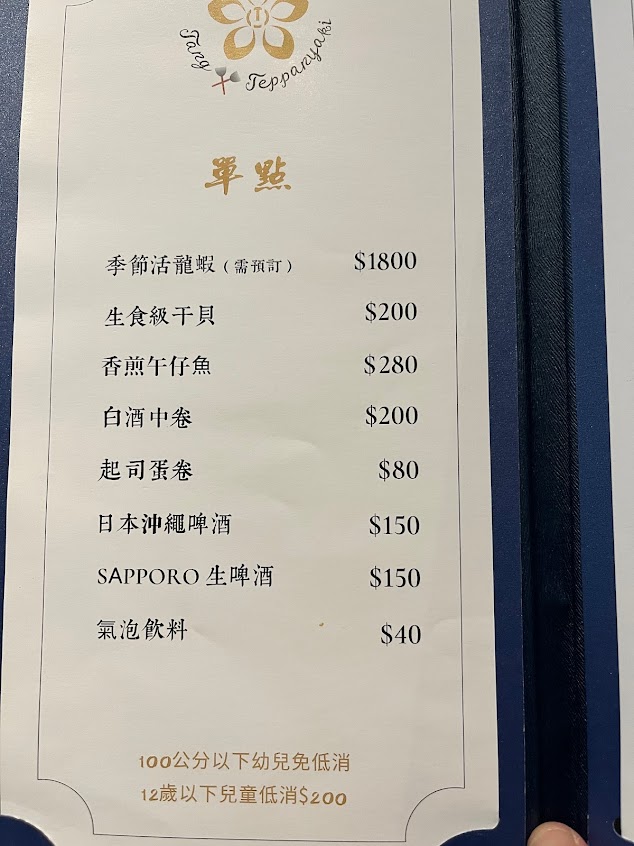 Tang Teppanyaki
單點
季節活龍蝦（需預訂） $1800
生食級干貝 $200
香煎午仔魚 $280
白酒中卷 $200
起司蛋卷 $80
日本沖繩啤酒 $150
SAPPORO 生啤酒 $150
氣泡飲料 $40
100公分以下幼兒免低消
12歲以下兒童低消$200